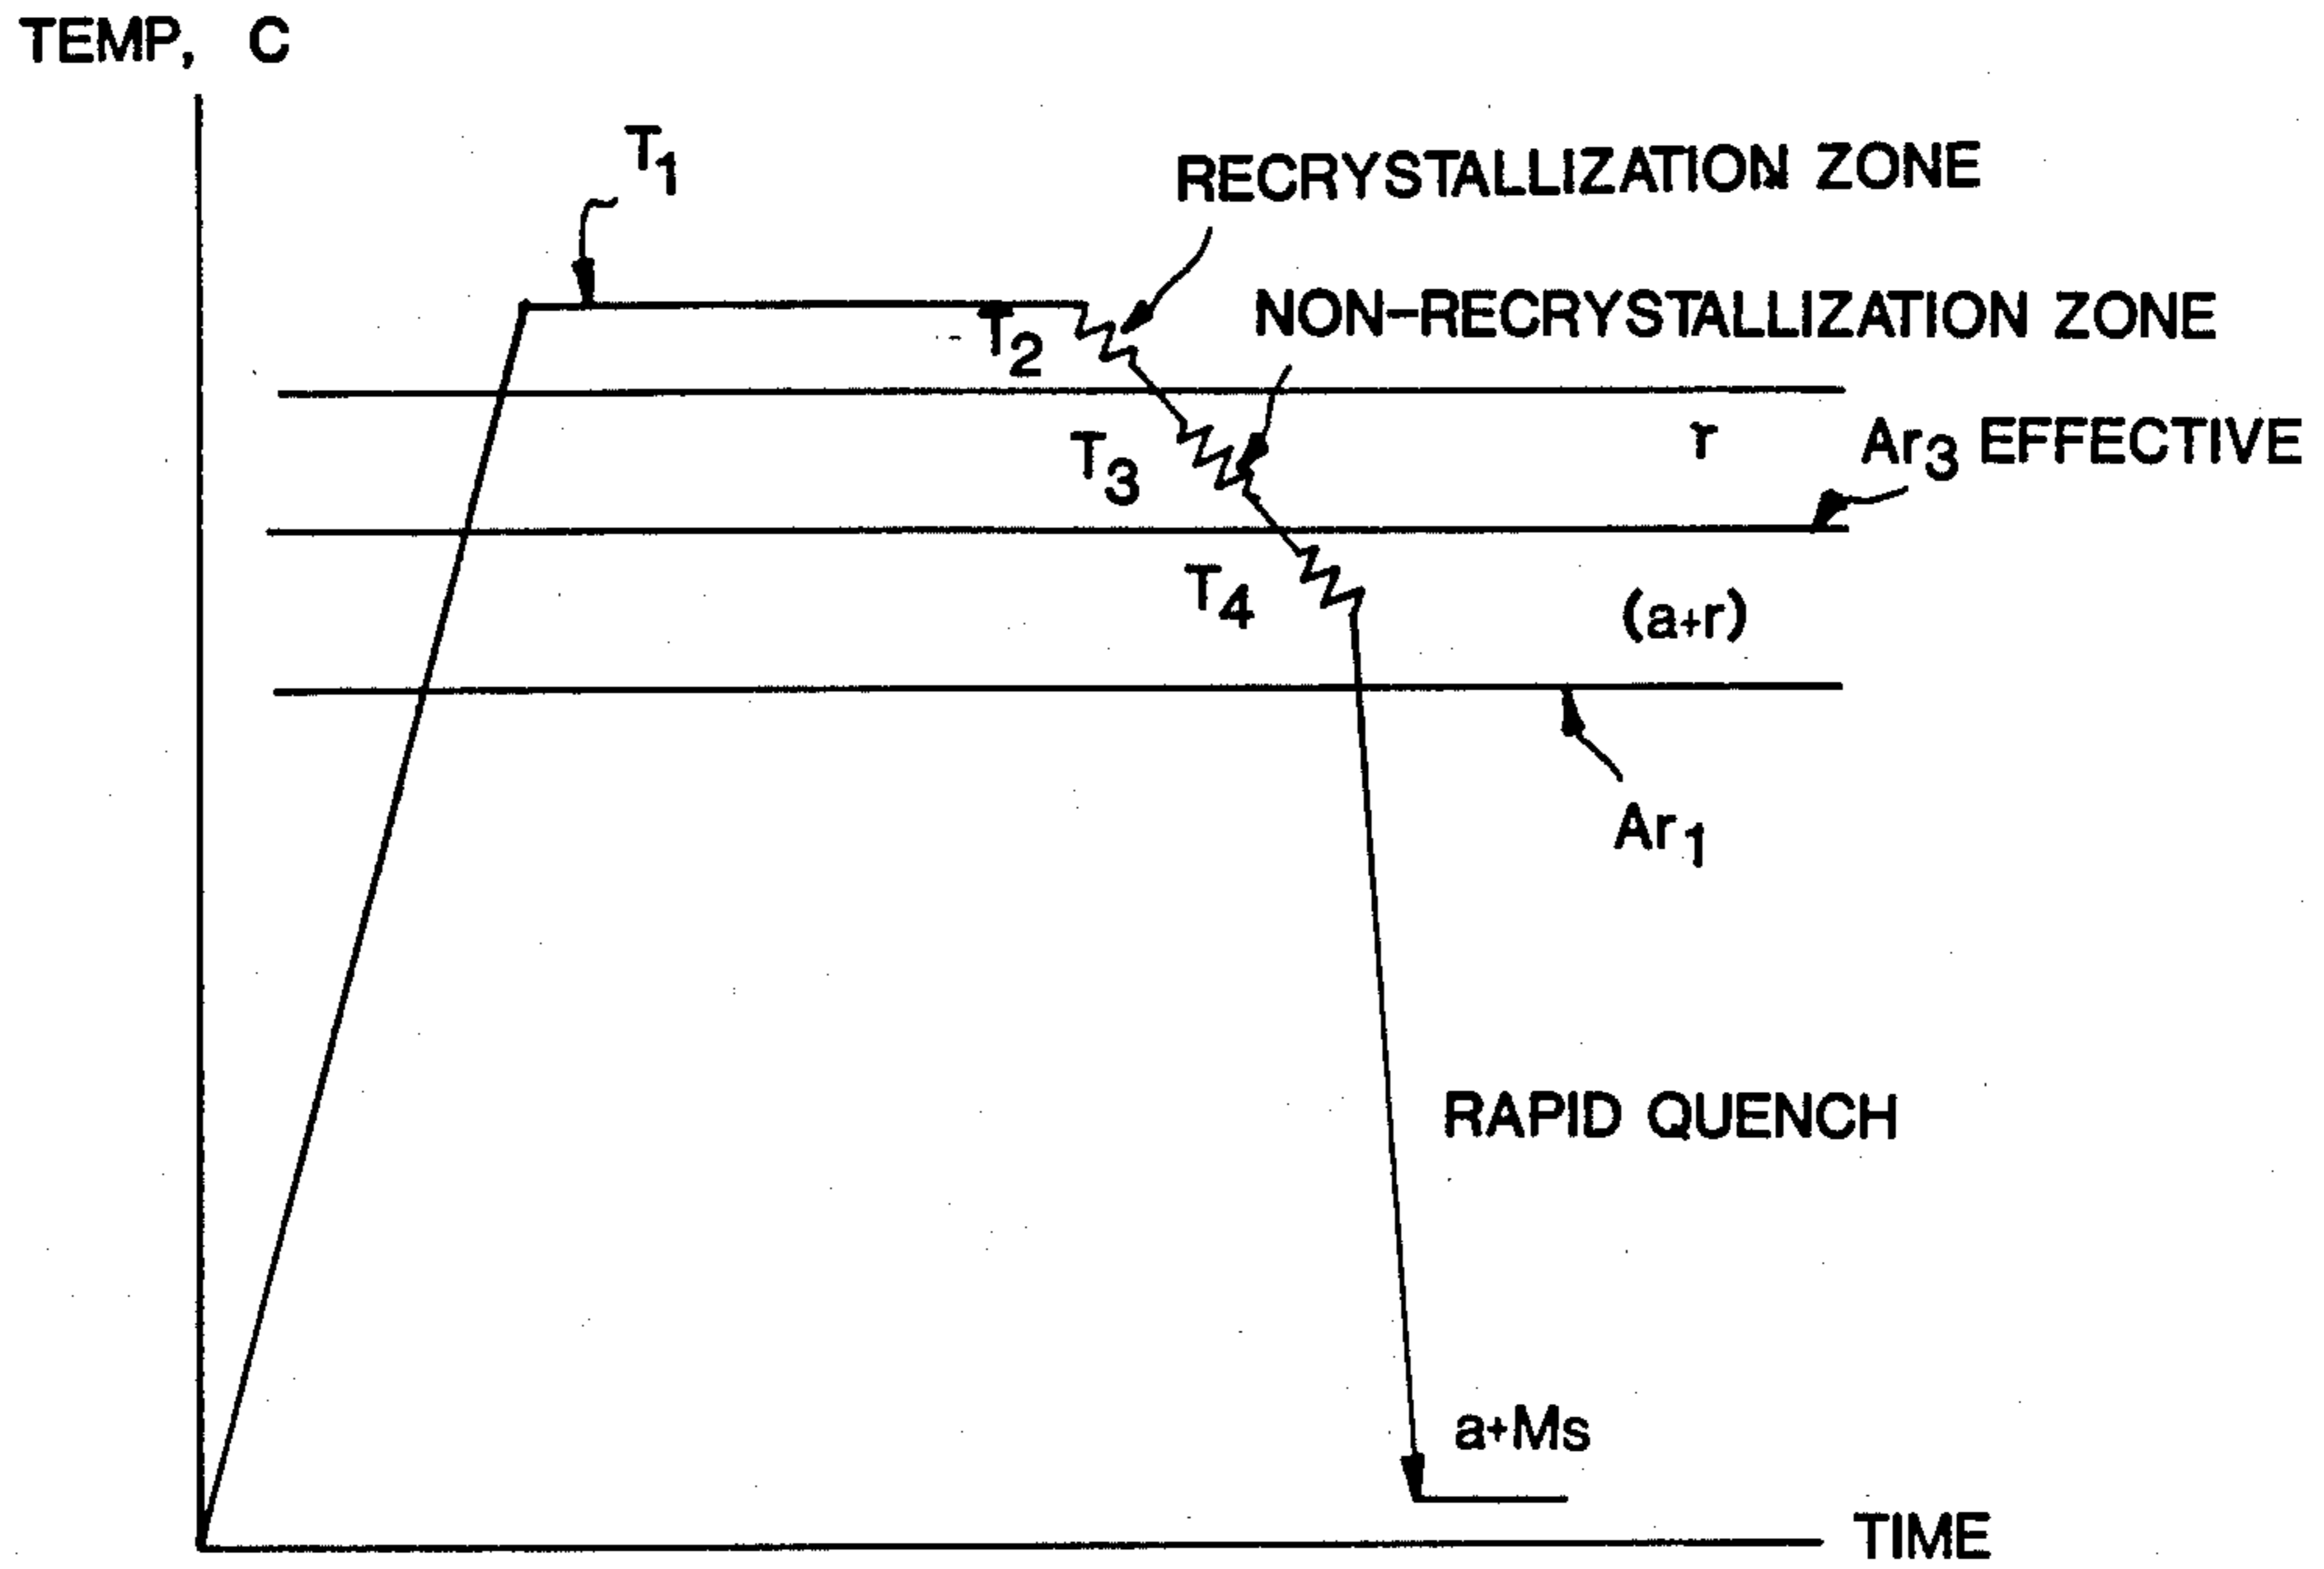 TEMP, C
T1
RECRYSTALLIZATION ZONE
NON-RECRYSTALLIZATION ZONE
T2
r
Ar3 EFFECTIVE
T3
T4
(a+r)
Ar1
RAPID QUENCH
a+Ms
TIME